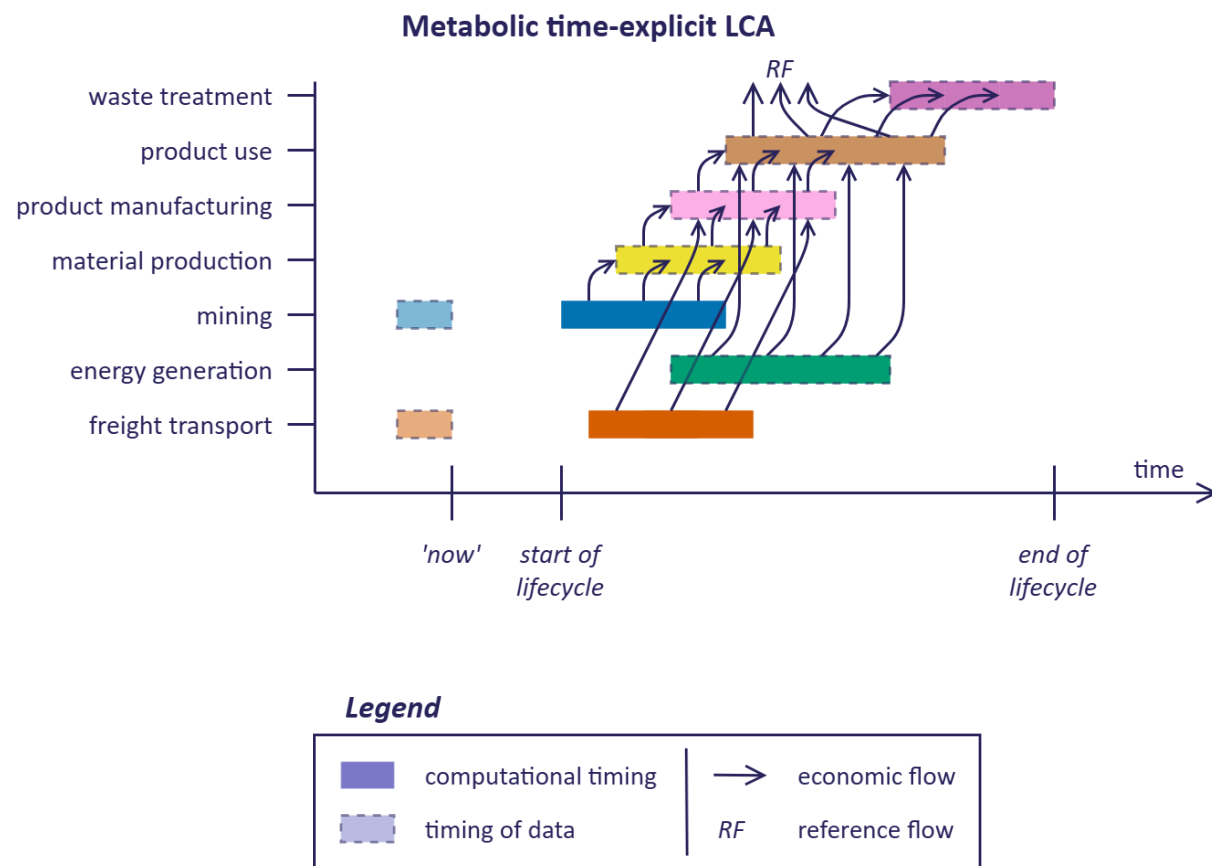 Metabolic time-explicit LCA
RF
waste treatment
product use
product manufacturing
material production
mining
energy generation
freight transport
time
'now'
start of
lifecycle
end of
lifecycle
Legend
computational timing
economic flow
timing of data
RF
reference flow